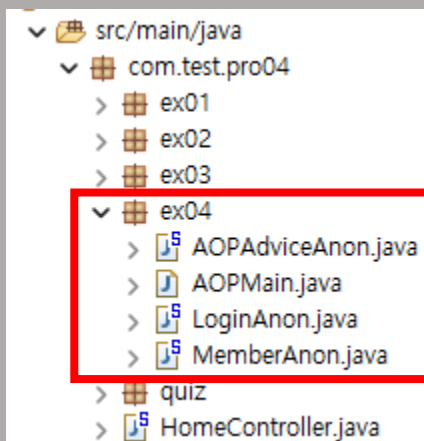 src/main/java
com.test.pro04
ex01
ex02
ex03
ex04
AOPAdviceAnon.java
AOPMain.java
LoginAnon.java
MemberAnon.java
quiz
HomeController.java